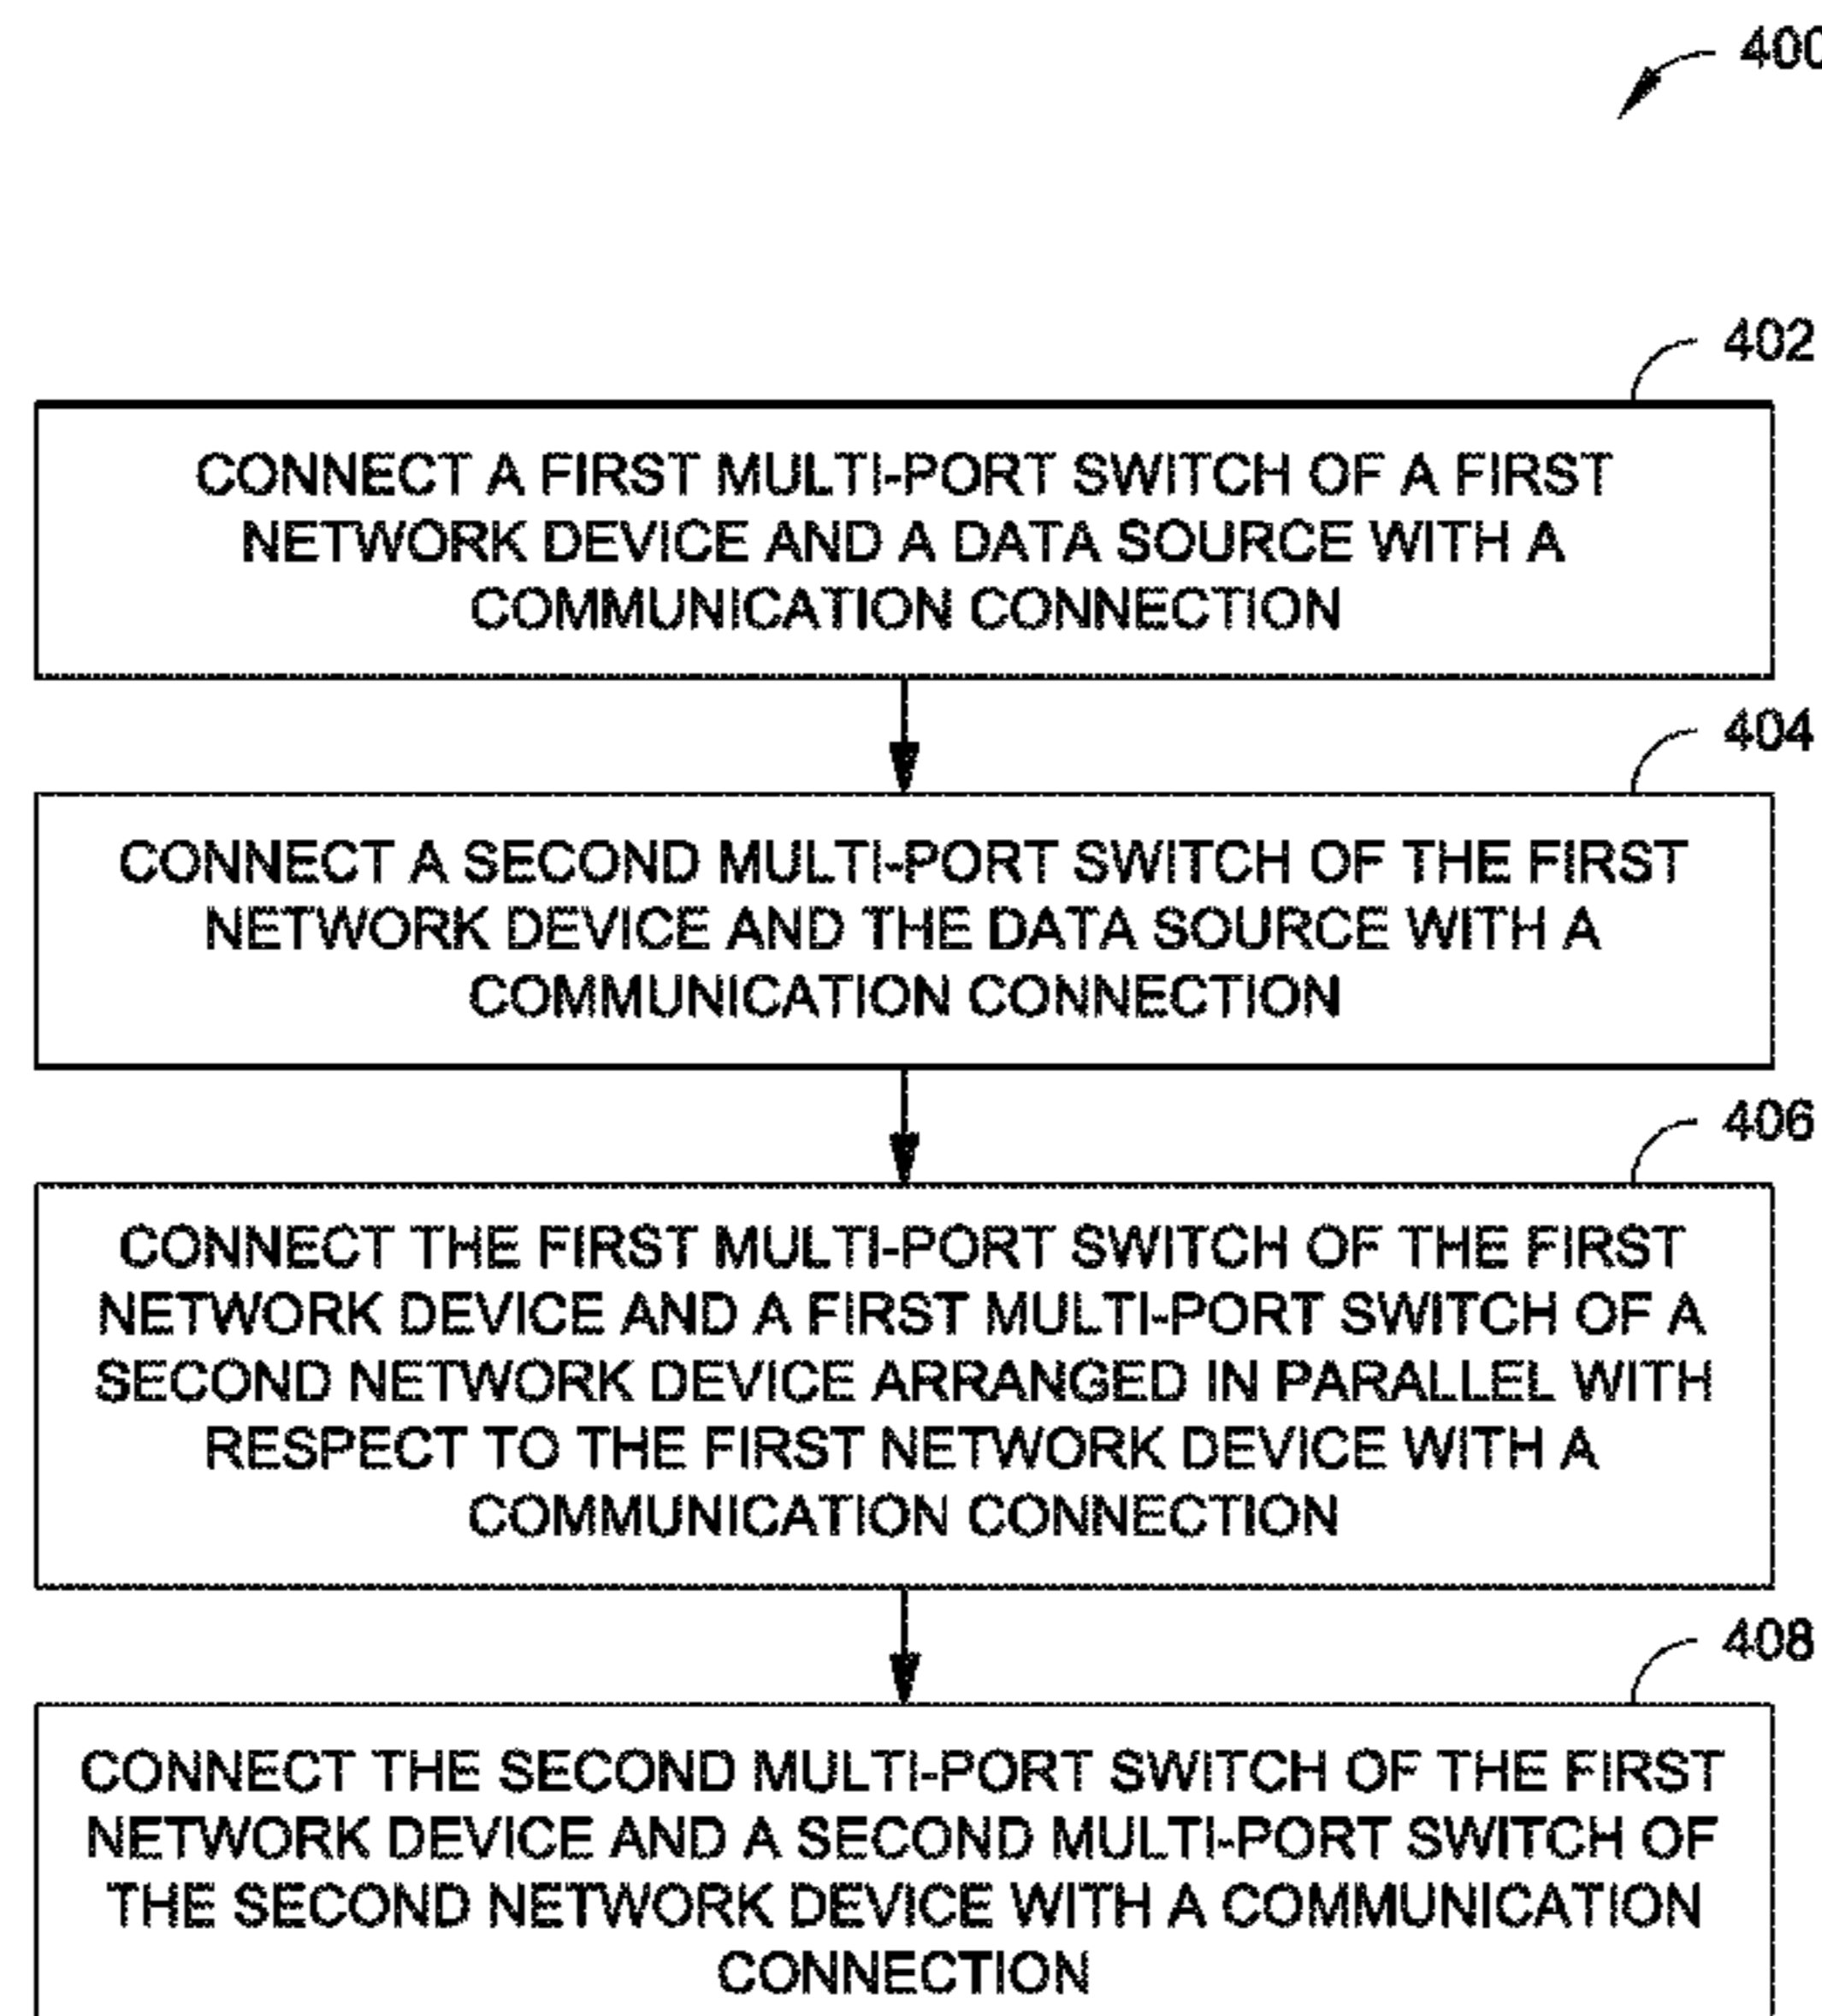 400
402
CONNECT A FIRST MULTI-PORT SWITCH OF A FIRST
NETWORK DEVICE AND A DATA SOURCE WITH A
COMMUNICATION CONNECTION
404
CONNECT A SECOND MULTI-PORT SWITCH OF THE FIRST
NETWORK DEVICE AND THE DATA SOURCE WITH A
COMMUNICATION CONNECTION
406
CONNECT THE FIRST MULTI-PORT SWITCH OF THE FIRST
NETWORK DEVICE AND A FIRST MULTI-PORT SWITCH OF A
SECOND NETWORK DEVICE ARRANGED IN PARALLEL WITH
RESPECT TO THE FIRST NETWORK DEVICE WITH A
COMMUNICATION CONNECTION
408
CONNECT THE SECOND MULTI-PORT SWITCH OF THE FIRST
NETWORK DEVICE AND A SECOND MULTI-PORT SWITCH OF
THE SECOND NETWORK DEVICE WITH A COMMUNICATION
CONNECTION